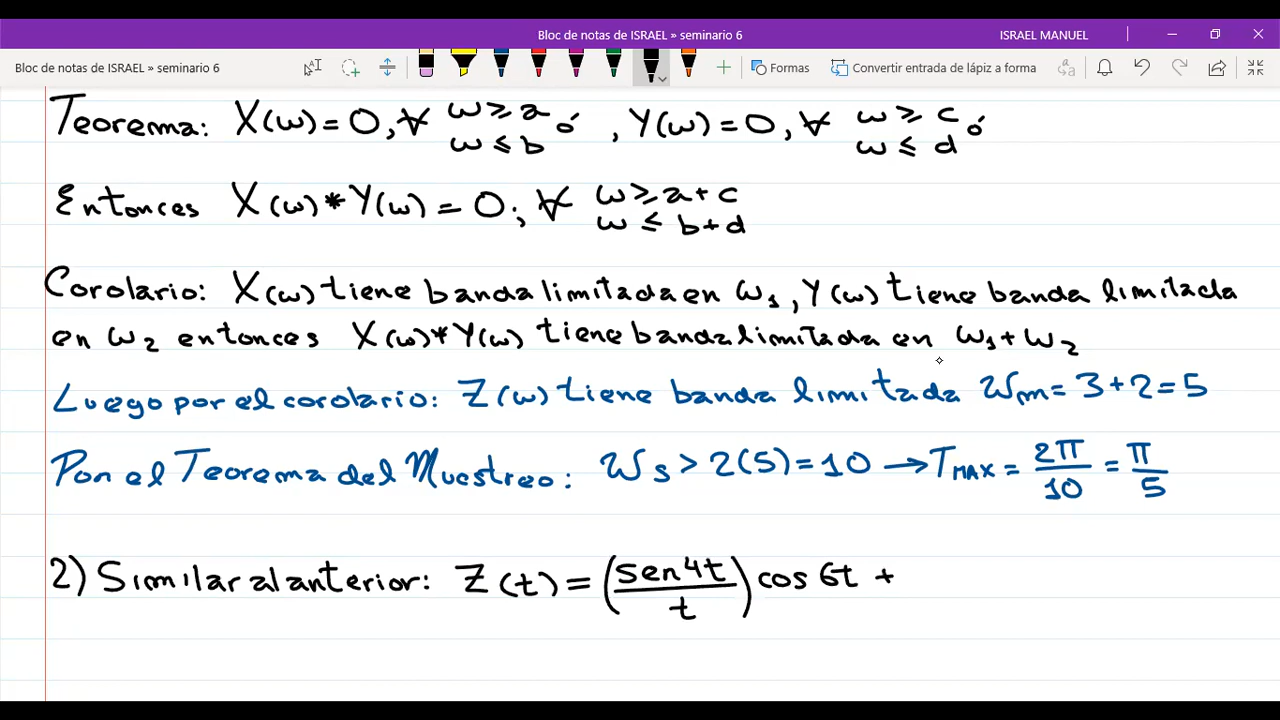 Bloc de notas de ISRAEL » seminario 6
ISRAEL MANUEL
Bloc de notas de ISRAEL » seminario 6
Formas
Convertir entrada de lápiz a forma
Teorema: X(ω)=0, ∀ ω ≥ a ó ω ≤ b , Y(ω)=0, ∀ ω ≥ c ó ω ≤ d
Entonces X(ω)*Y(ω) = 0; ∀ ω ≥ a+c ω ≤ b+d
Corolario: X(ω) tiene banda limitada en ω₁, Y(ω) tiene banda limitada
en ω₂ entonces X(ω)*Y(ω) tiene banda limitada en ω₁+ω₂
Luego por el corolario: Z(ω) tiene banda limitada Wm= 3+2=5
Por el Teorema del Muestreo: Ws > 2(5)=10 → TMAX = 2π/10 = π/5
2) Similar al anterior: Z(t) = (sen4t/t) cos 6t +